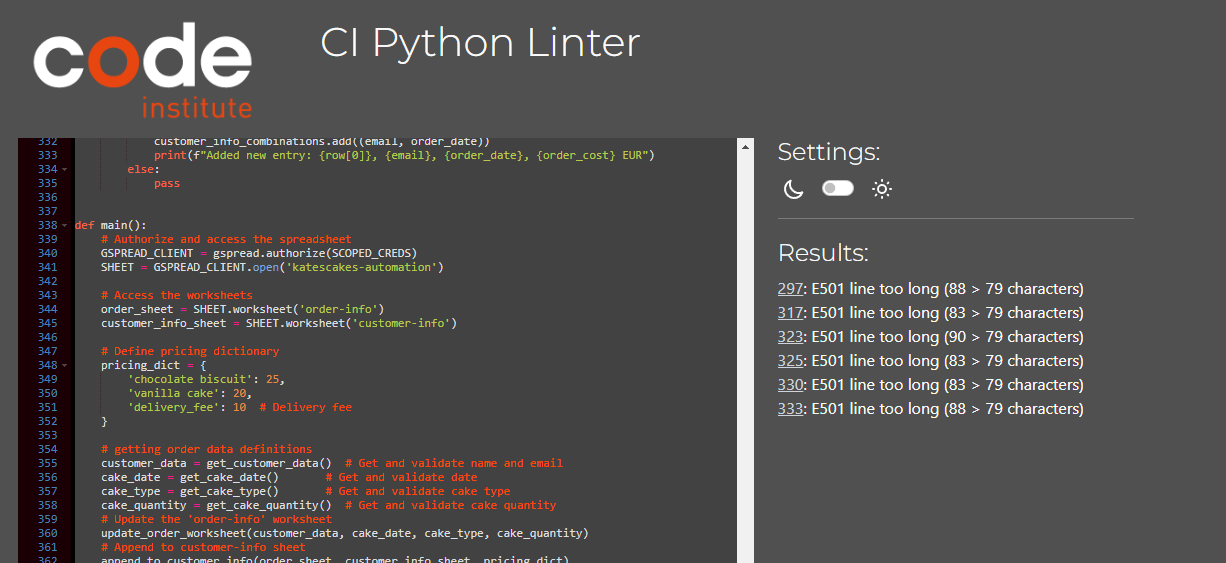 code
institute
CI Python Linter
332 customer_info_combinations.add((email, order_date))
333 print(f"Added new entry: {row[0]}, {email}, {order_date}, {order_cost} EUR")
334 else:
335 pass
336
337
338 def main():
339 # Authorize and access the spreadsheet
340 GSPREAD_CLIENT = gspread.authorize(SCOPED_CREDS)
341 SHEET = GSPREAD_CLIENT.open('katescakes-automation')
342
343 # Access the worksheets
344 order_sheet = SHEET.worksheet('order-info')
345 customer_info_sheet = SHEET.worksheet('customer-info')
346
347 # Define pricing dictionary
348 pricing_dict = {
349 'chocolate biscuit': 25,
350 'vanilla cake': 20,
351 'delivery_fee': 10  # Delivery fee
352 }
353
354 # getting order data definitions
355 customer_data = get_customer_data()  # Get and validate name and email
356 cake_date = get_cake_date()       # Get and validate date
357 cake_type = get_cake_type()       # Get and validate cake type
358 cake_quantity = get_cake_quantity()  # Get and validate cake quantity
359 # Update the 'order-info' worksheet
360 update_order_worksheet(customer_data, cake_date, cake_type, cake_quantity)
361 # Append to customer-info sheet
362 append_to_customer_info(order_sheet, customer_info_sheet, pricing_dict)
Settings:
Results:
297: E501 line too long (88 > 79 characters)
317: E501 line too long (83 > 79 characters)
323: E501 line too long (90 > 79 characters)
325: E501 line too long (83 > 79 characters)
330: E501 line too long (83 > 79 characters)
333: E501 line too long (88 > 79 characters)